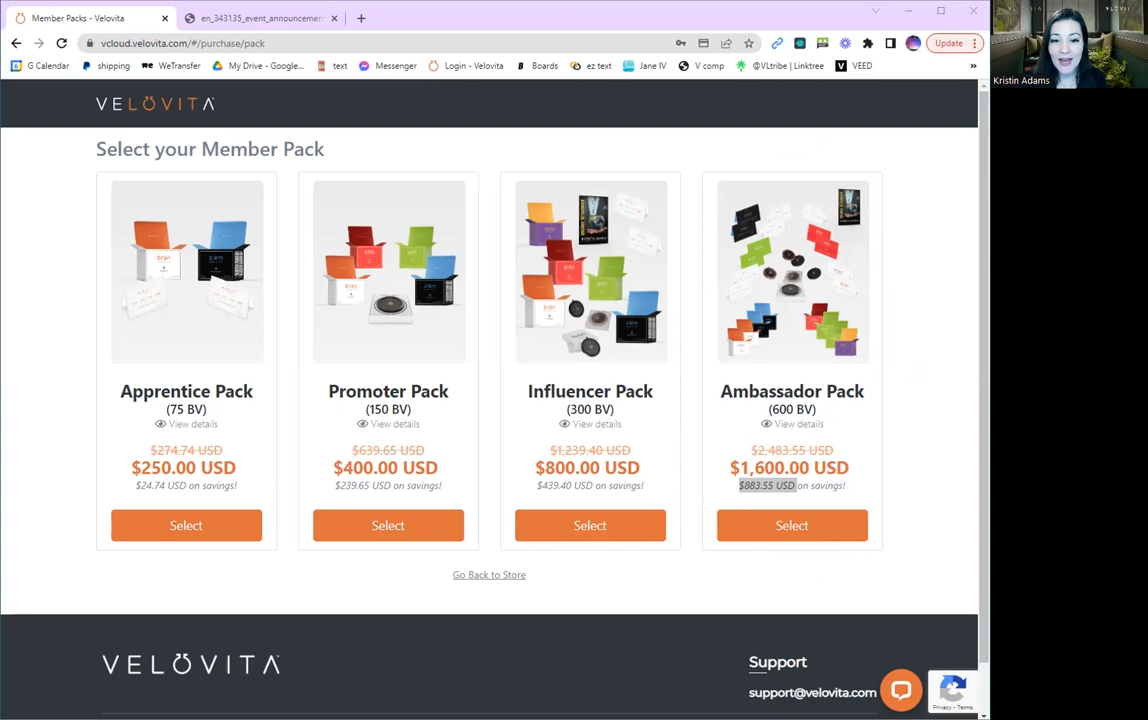 Member Packs - Velovita
en_343135_event_announcemen
vcloud.velovita.com/#/purchase/pack
Update
G Calendar
shipping
WeTransfer
My Drive - Google...
text
Messenger
Login - Velovita
Boards
ez text
Jane IV
V comp
@VLtribe | Linktree
VEED
Kristin Adams
VELOVITA
Select your Member Pack
Apprentice Pack
(75 BV)
View details
$274.74 USD
$250.00 USD
$24.74 USD on savings!
Select
Promoter Pack
(150 BV)
View details
$639.65 USD
$400.00 USD
$239.65 USD on savings!
Select
Influencer Pack
(300 BV)
View details
$1,239.40 USD
$800.00 USD
$439.40 USD on savings!
Select
Ambassador Pack
(600 BV)
View details
$2,483.55 USD
$1,600.00 USD
$883.55 USD on savings!
Select
Go Back to Store
VELOVITA
Support
support@velovita.com
Privacy - Terms